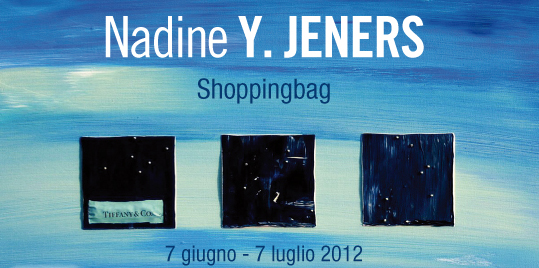 Nadine Y. JENERS
Shoppingbag
TIFFANY & CO.
7 giugno - 7 luglio 2012